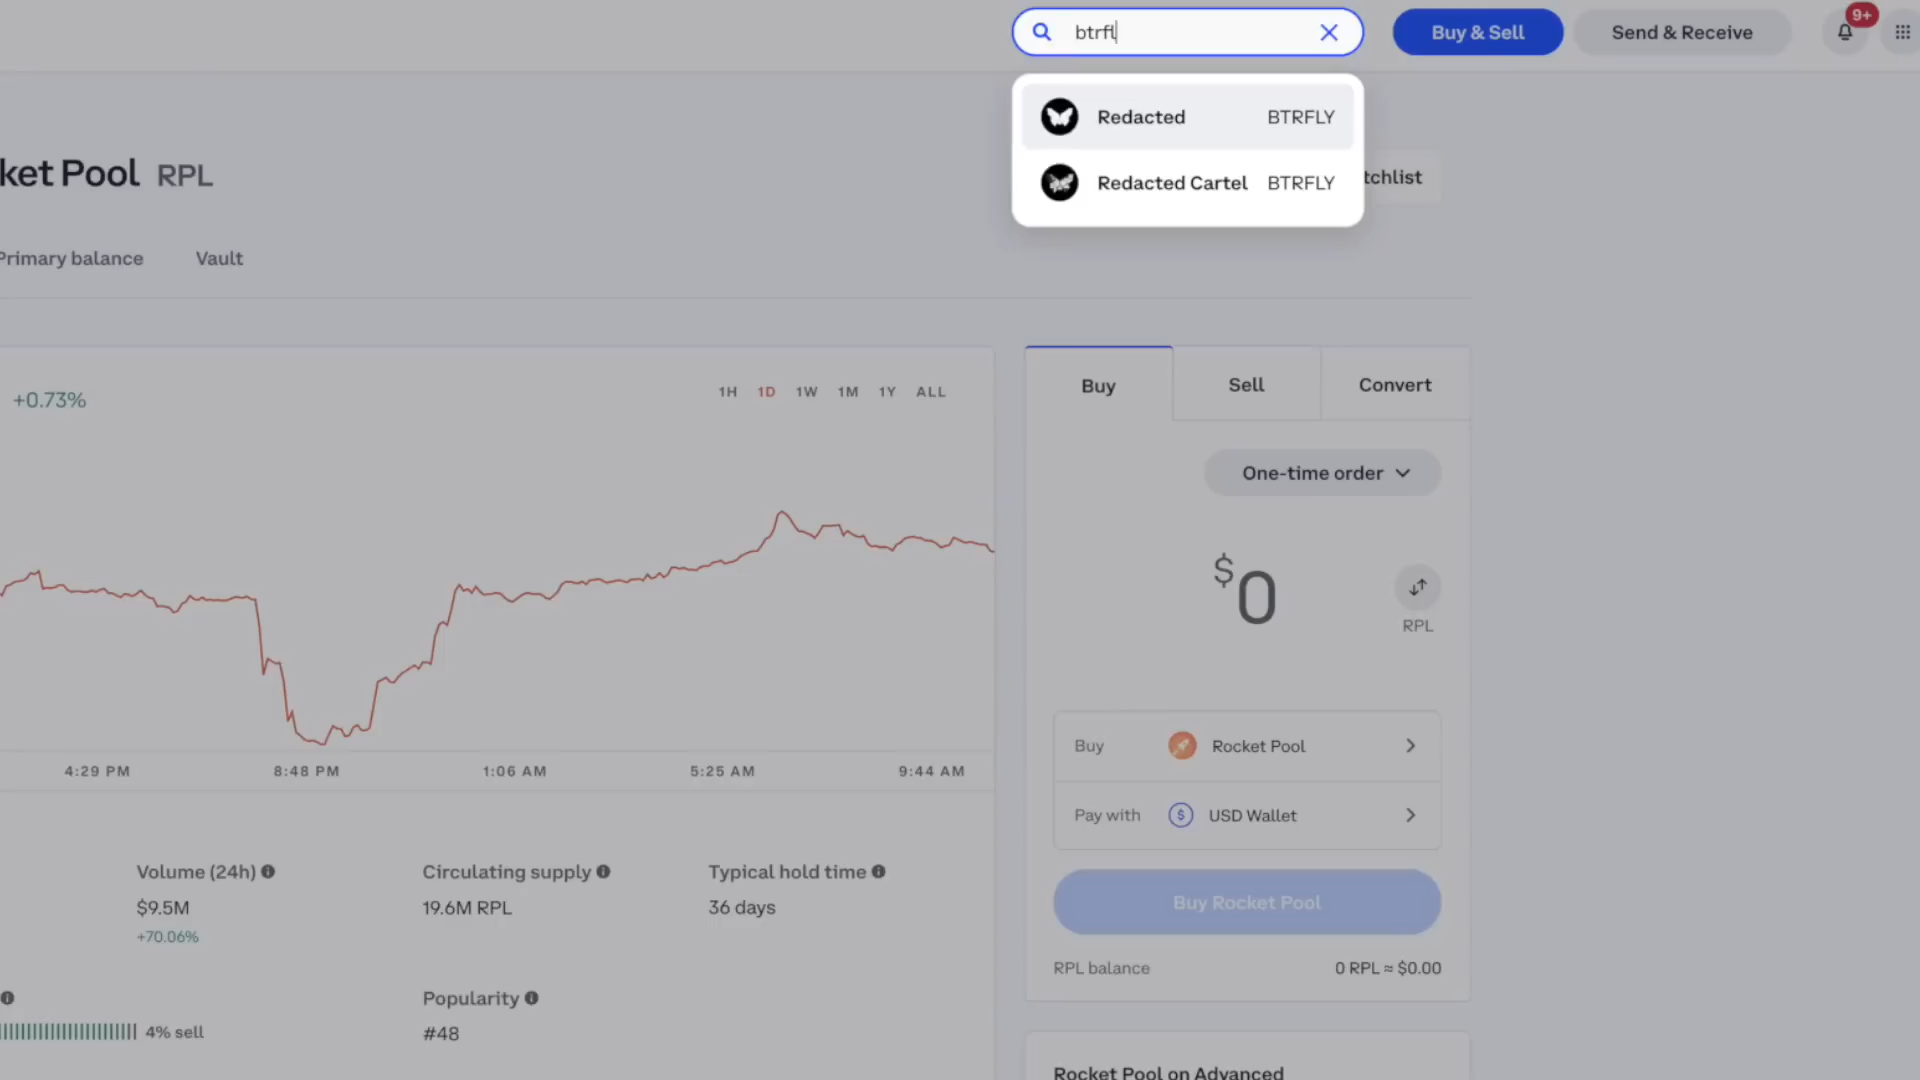 btrfl
Buy & Sell
Send & Receive
9+
Redacted BTRFLY
Redacted Cartel BTRFLY
tchlist
ket Pool RPL
Primary balance
Vault
+0.73%
1H 1D 1W 1M 1Y ALL
4:29 PM 8:48 PM 1:06 AM 5:25 AM 9:44 AM
Volume (24h)
$9.5M
+70.06%
Circulating supply
19.6M RPL
Typical hold time
36 days
4% sell
Popularity
#48
Buy
Sell
Convert
One-time order
$0
RPL
Buy Rocket Pool
Pay with $ USD Wallet
Buy Rocket Pool
RPL balance 0 RPL ≈ $0.00
Rocket Pool on Advanced